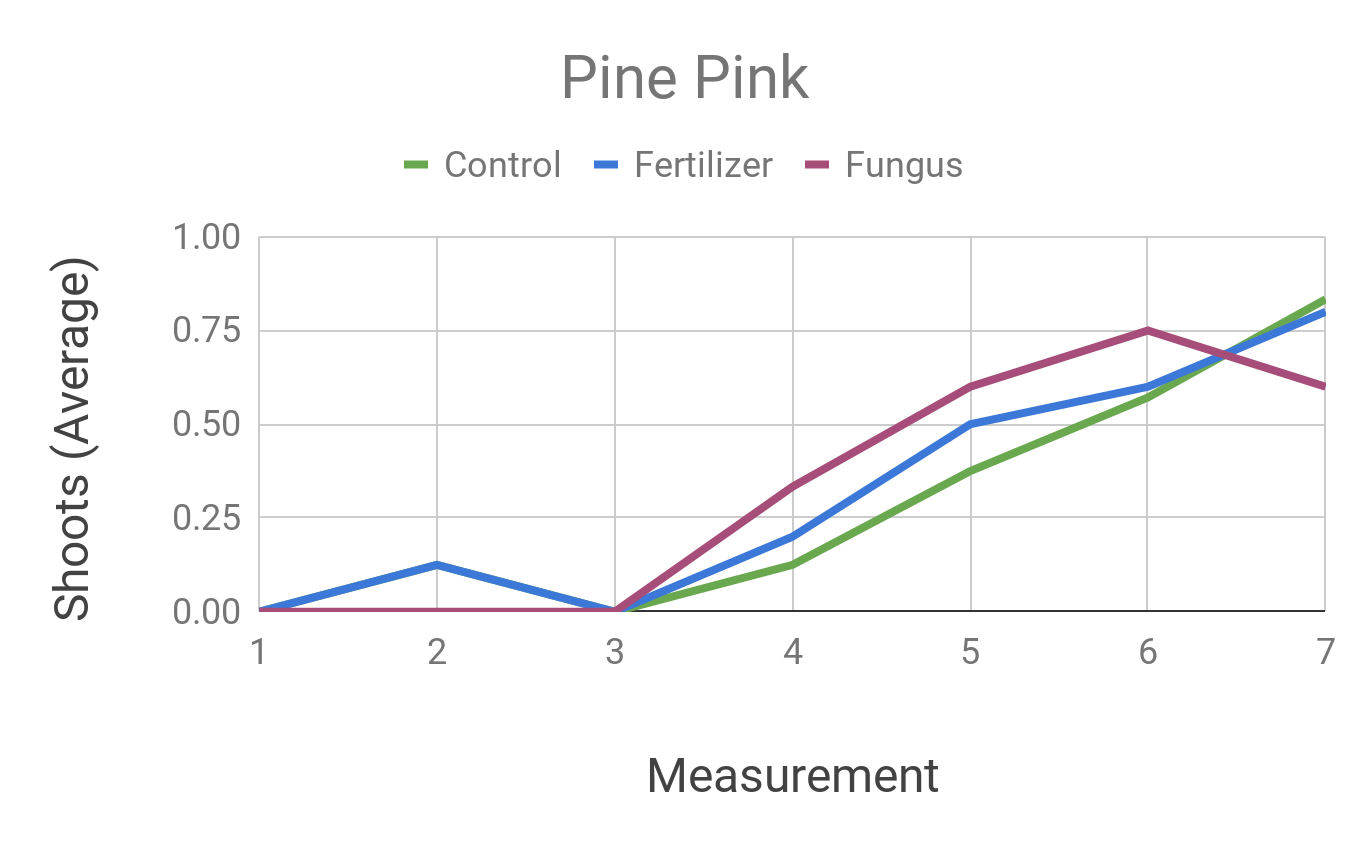 Pine Pink
Control Fertilizer Fungus
Shoots (Average)
1.00
0.75
0.50
0.25
0.00
1 2 3 4 5 6 7
Measurement